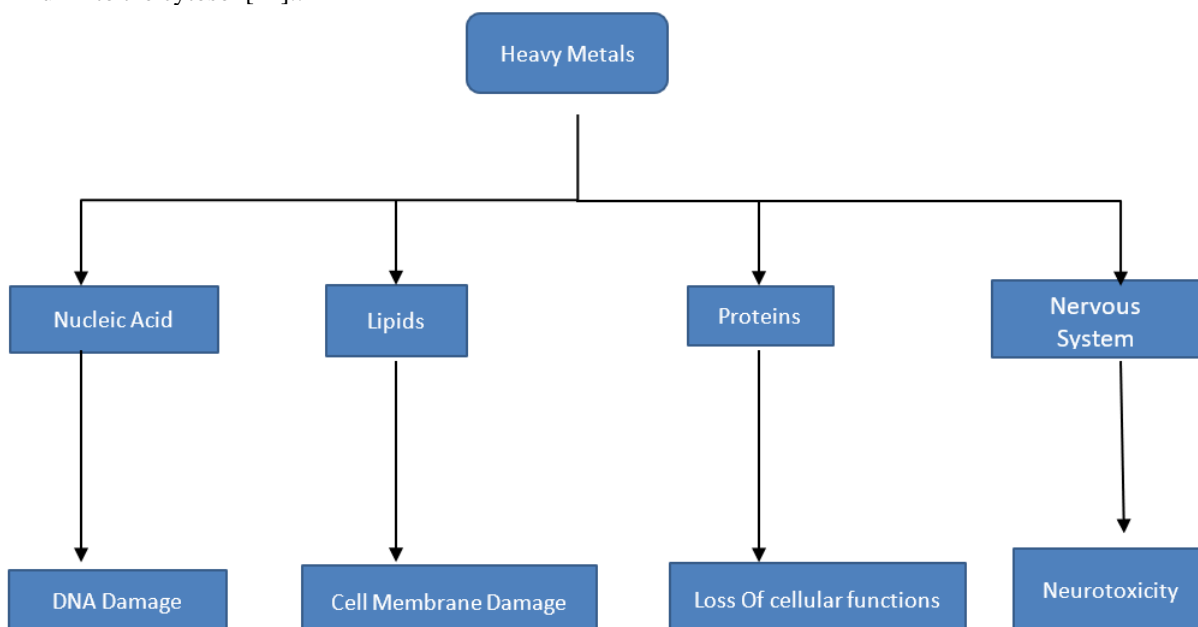 Heavy Metals
Nucleic Acid
Lipids
Proteins
Nervous
System
DNA Damage
Cell Membrane Damage
Loss Of cellular functions
Neurotoxicity